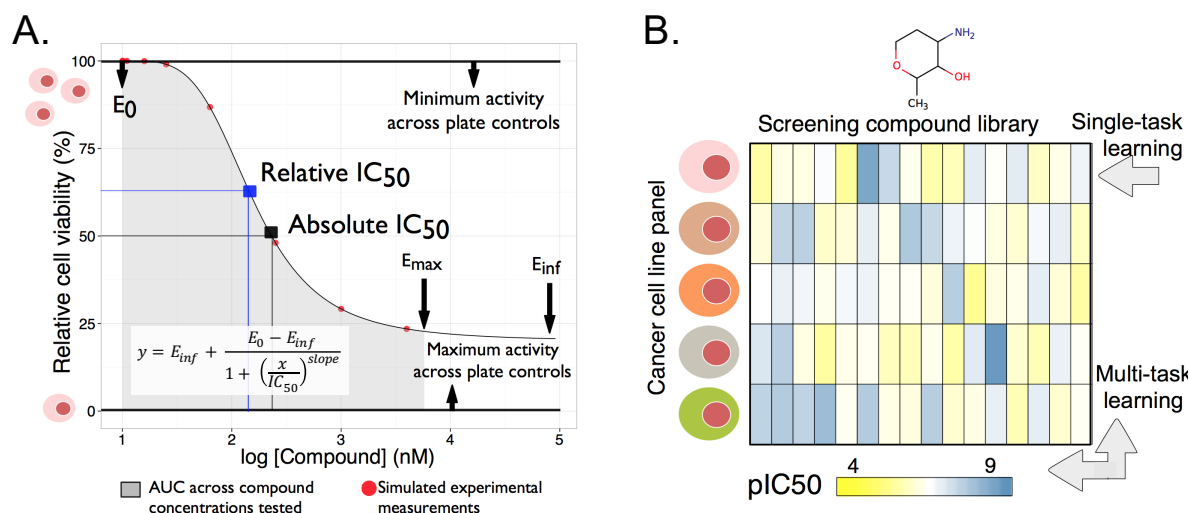 A.
Relative cell viability (%)
100
75
50
25
0
E0
Minimum activity
across plate controls
Relative IC50
Absolute IC50
Emax
Einf
Maximum activity
across plate controls
y = Einf + (E0 − Einf) / (1 + (x / IC50)^slope)
1 2 3 4 5
log [Compound] (nM)
AUC across compound
concentrations tested
Simulated experimental
measurements
B.
NH2
O
OH
CH3
Screening compound library
Single-task
learning
Cancer cell line panel
Multi-task
learning
4 9
pIC50